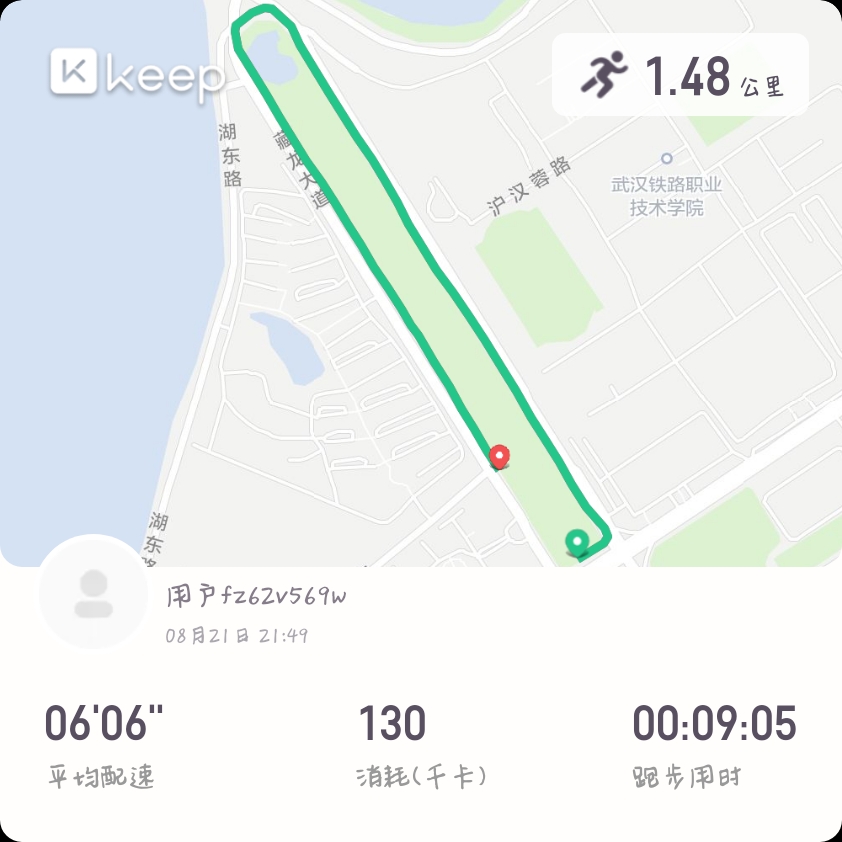 keep
1.48 公里
湖东路
藏龙大道
沪汉蓉路
武汉铁路职业
技术学院
湖东路
用户fz62v569w
08月21日 21:49
06'06" 130 00:09:05
平均配速 消耗(千卡) 跑步用时